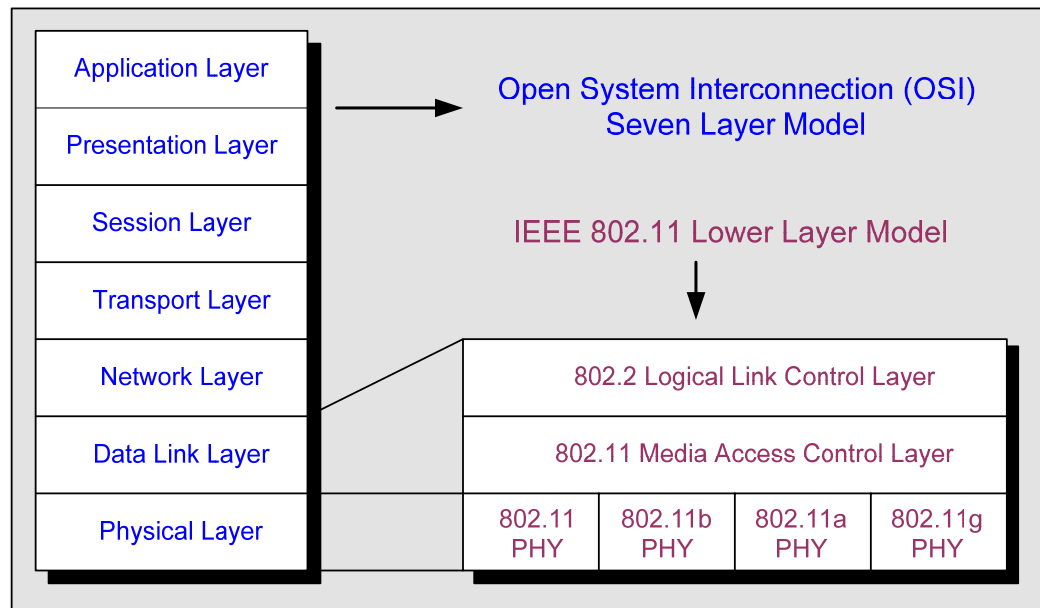 Application Layer
Presentation Layer
Session Layer
Transport Layer
Network Layer
Data Link Layer
Physical Layer
Open System Interconnection (OSI)
Seven Layer Model
IEEE 802.11 Lower Layer Model
802.2 Logical Link Control Layer
802.11 Media Access Control Layer
802.11
PHY
802.11b
PHY
802.11a
PHY
802.11g
PHY